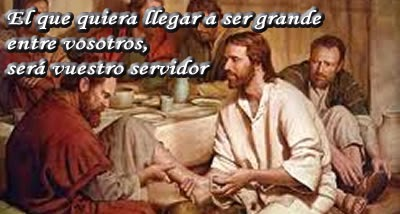 El que quiera llegar a ser grande
entre vosotros,
será vuestro servidor